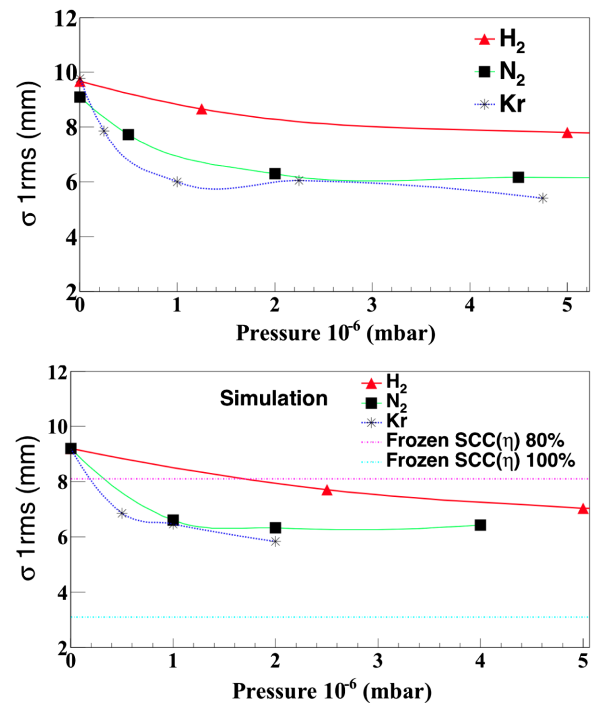 12
10
8
6
4
2
σ 1rms (mm)
H₂
N₂
Kr
0
1
2
3
4
5
Pressure 10⁻⁶ (mbar)
12
10
8
6
4
2
σ 1rms (mm)
Simulation
H₂
N₂
Kr
Frozen SCC(η) 80%
Frozen SCC(η) 100%
0
1
2
3
4
5
Pressure 10⁻⁶ (mbar)